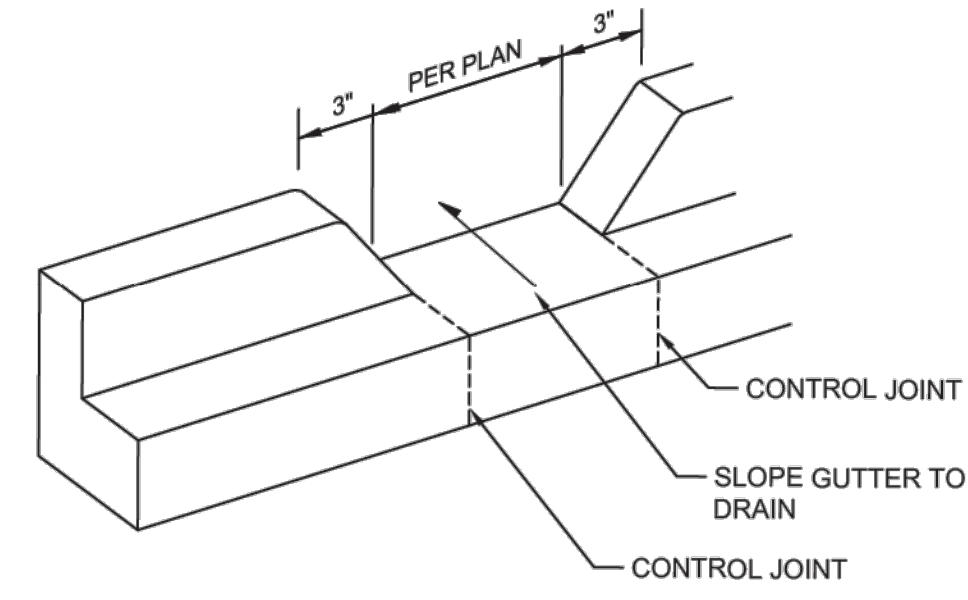 3"
PER PLAN
3"
CONTROL JOINT
SLOPE GUTTER TO
DRAIN
CONTROL JOINT